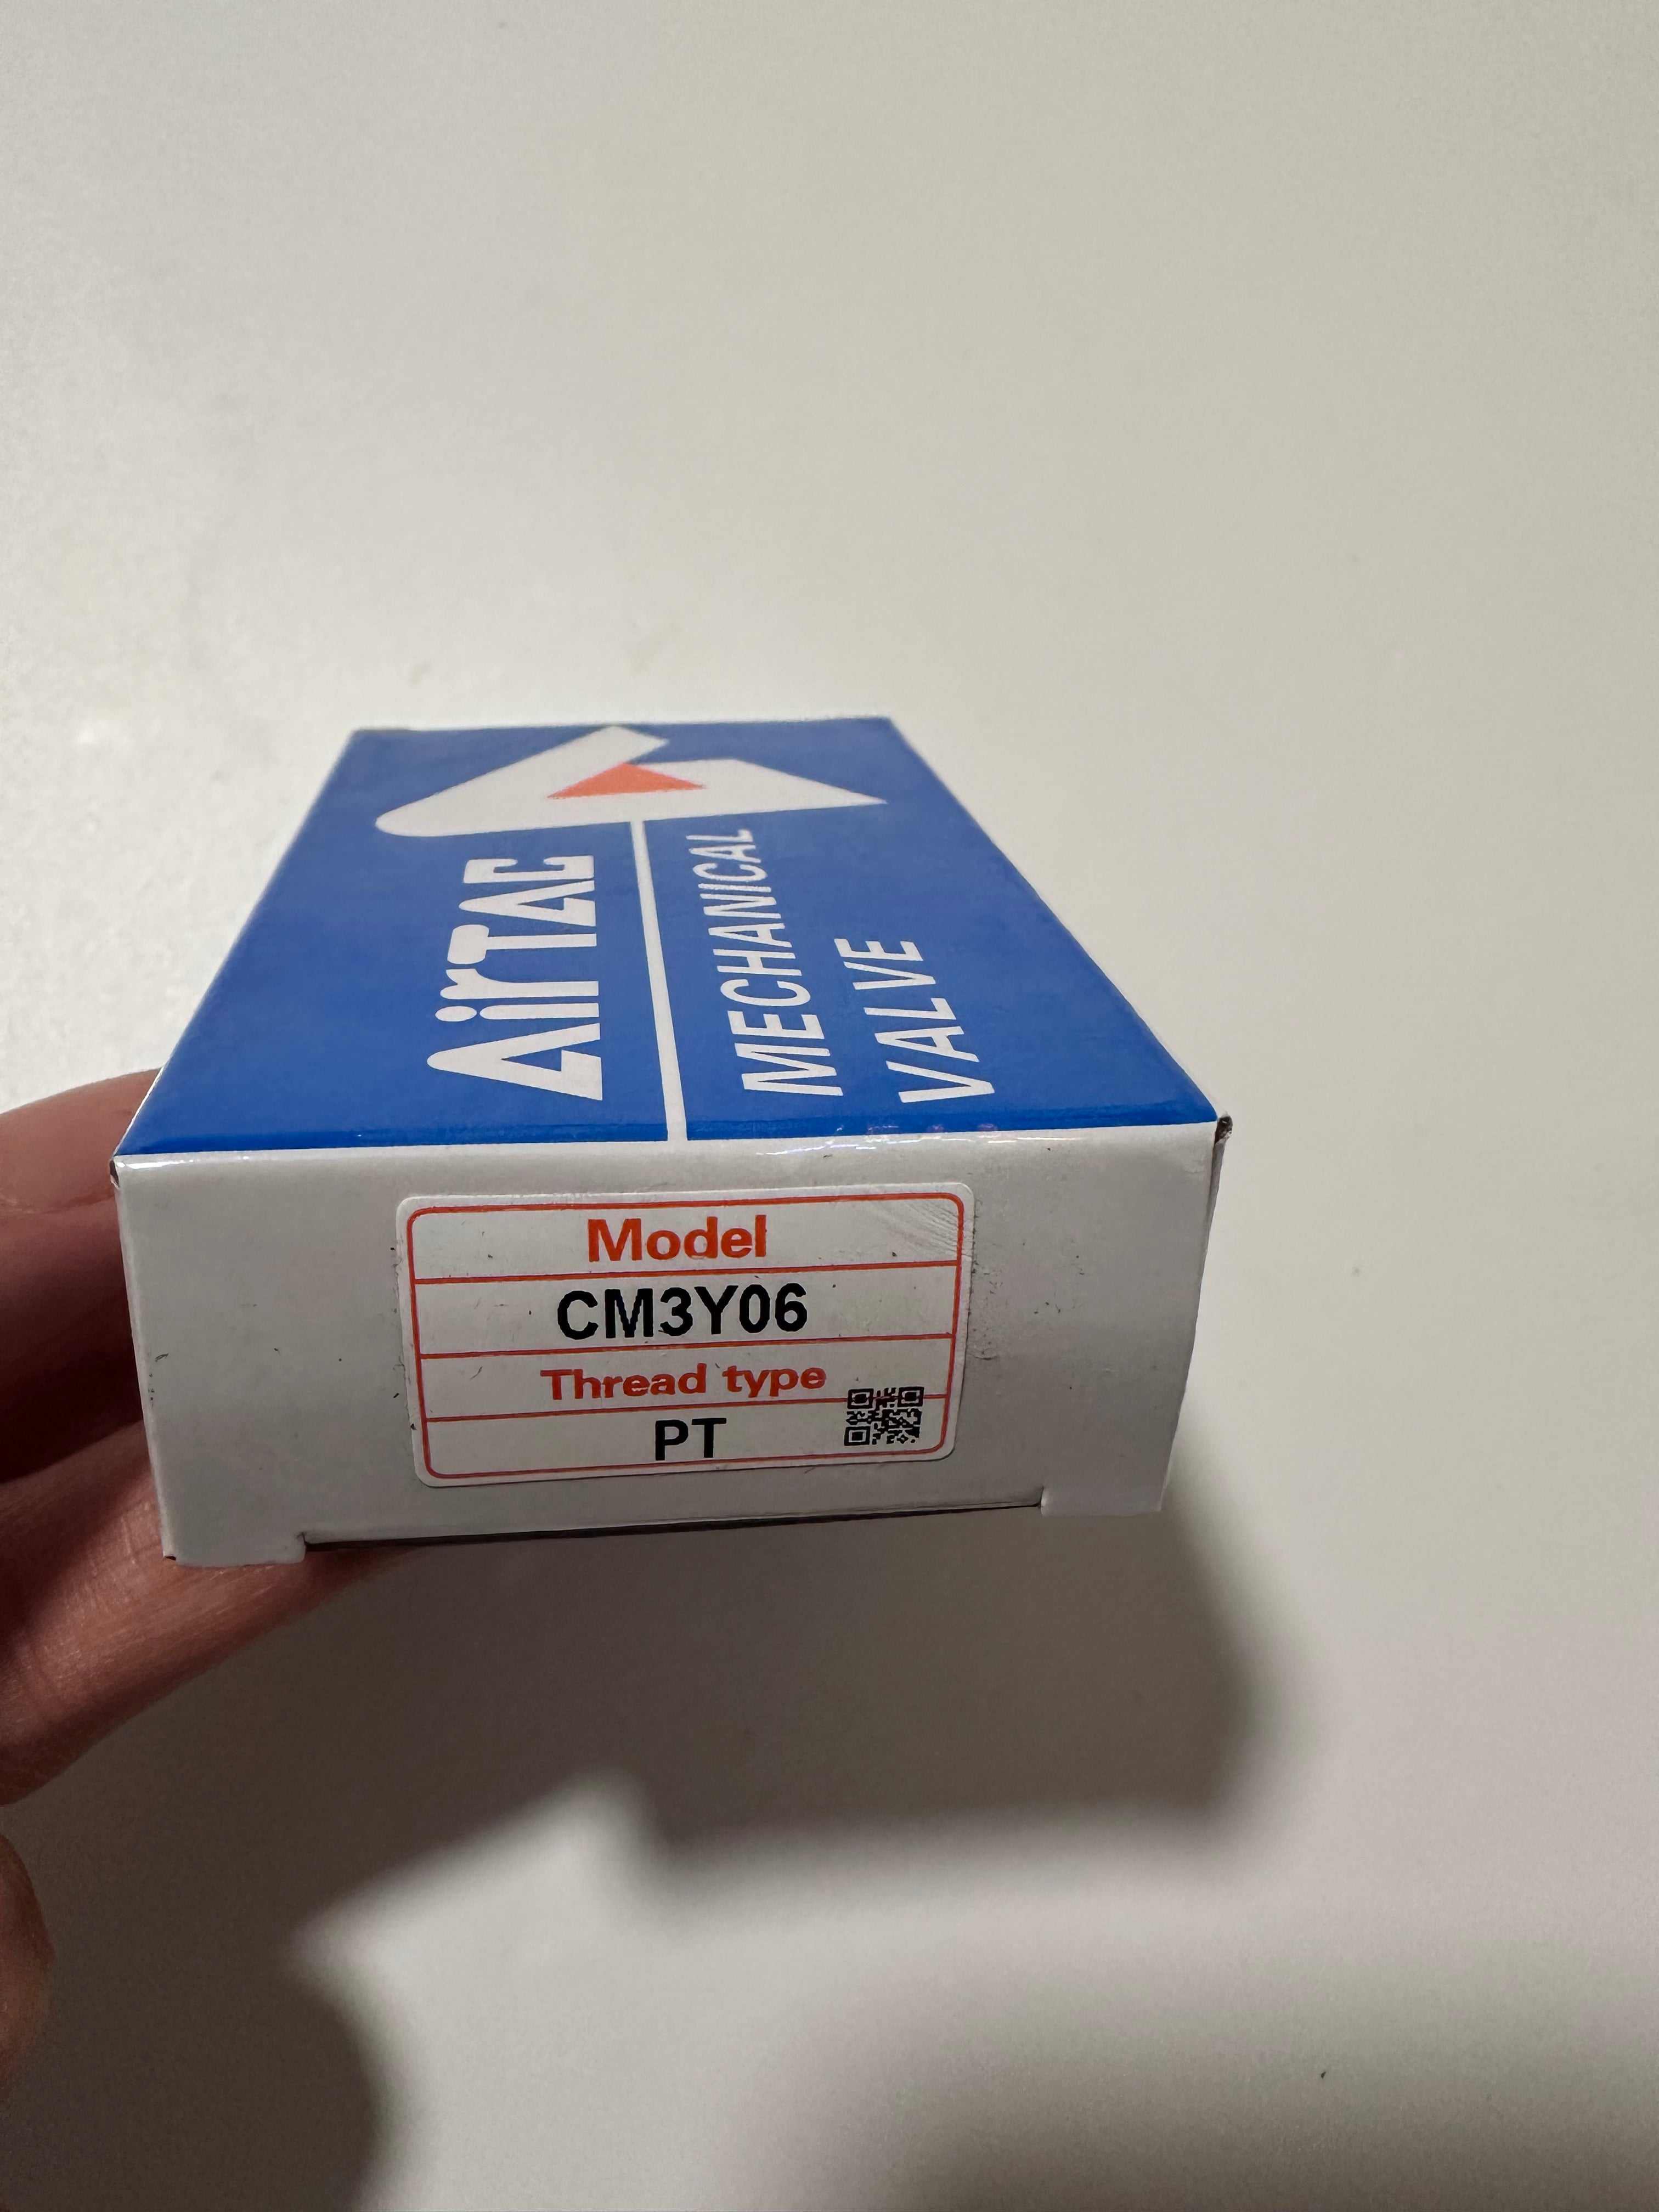 AirTAC
MECHANICAL
VALVE
Model
CM3Y06
Thread type
PT